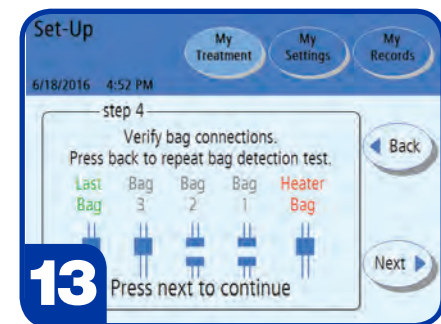 Set-Up
My
Treatment
My
Settings
My
Records
6/18/2016 4:52 PM
step 4
Verify bag connections.
Press back to repeat bag detection test.
Back
Last
Bag
Bag
3
Bag
2
Bag
1
Heater
Bag
Next
13
Press next to continue